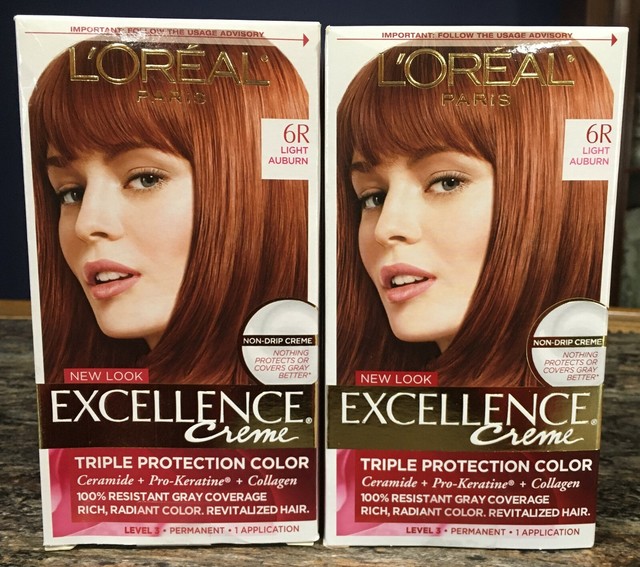 IMPORTANT: FOLLOW THE USAGE ADVISORY
L'ORÉAL
PARIS
6R
LIGHT
AUBURN
NON-DRIP CREME
NOTHING
PROTECTS OR
COVERS GRAY
BETTER*
NEW LOOK
EXCELLENCE®
Creme
TRIPLE PROTECTION COLOR
Ceramide + Pro-Keratine® + Collagen
100% RESISTANT GRAY COVERAGE
RICH, RADIANT COLOR. REVITALIZED HAIR.
LEVEL 3 • PERMANENT • 1 APPLICATION
IMPORTANT: FOLLOW THE USAGE ADVISORY
L'ORÉAL
PARIS
6R
LIGHT
AUBURN
NON-DRIP CREME
NOTHING
PROTECTS OR
COVERS GRAY
BETTER*
NEW LOOK
EXCELLENCE®
Creme
TRIPLE PROTECTION COLOR
Ceramide + Pro-Keratine® + Collagen
100% RESISTANT GRAY COVERAGE
RICH, RADIANT COLOR. REVITALIZED HAIR.
LEVEL 3 • PERMANENT • 1 APPLICATION